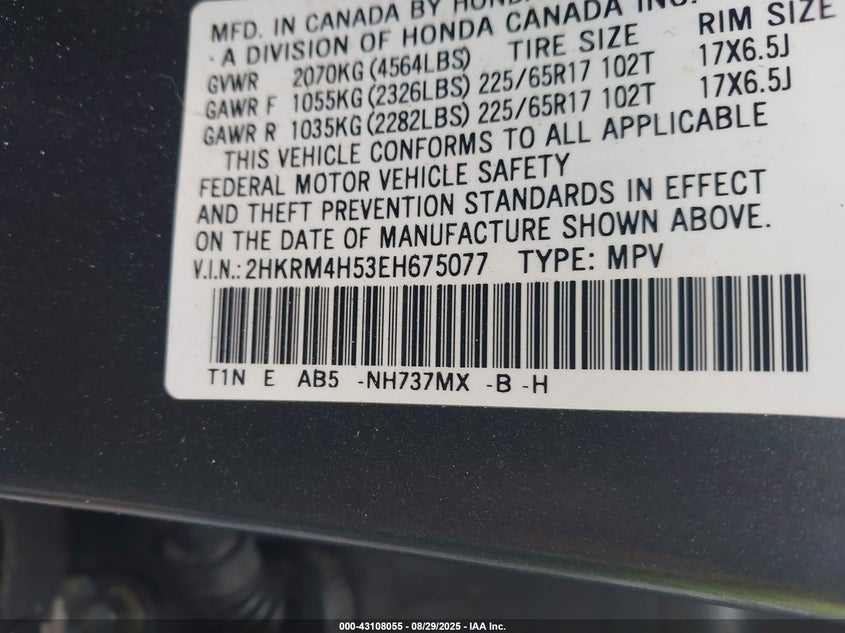 MFD. IN CANADA BY HONDA
A DIVISION OF HONDA CANADA INC.
TIRE SIZE RIM SIZE
GVWR 2070KG (4564LBS)
GAWR F 1055KG (2326LBS) 225/65R17 102T 17X6.5J
GAWR R 1035KG (2282LBS) 225/65R17 102T 17X6.5J
THIS VEHICLE CONFORMS TO ALL APPLICABLE
FEDERAL MOTOR VEHICLE SAFETY
AND THEFT PREVENTION STANDARDS IN EFFECT
ON THE DATE OF MANUFACTURE SHOWN ABOVE.
V.I.N.: 2HKRM4H53EH675077 TYPE: MPV
T1N E AB5 -NH737MX -B -H
000-43108055 - 08/29/2025 - IAA Inc.